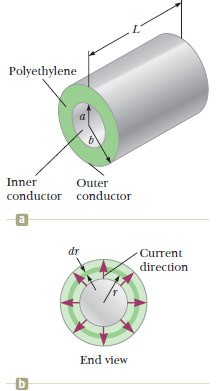 L
Polyethylene
a
b
Inner
conductor
Outer
conductor
a
dr
Current
direction
r
End view
b